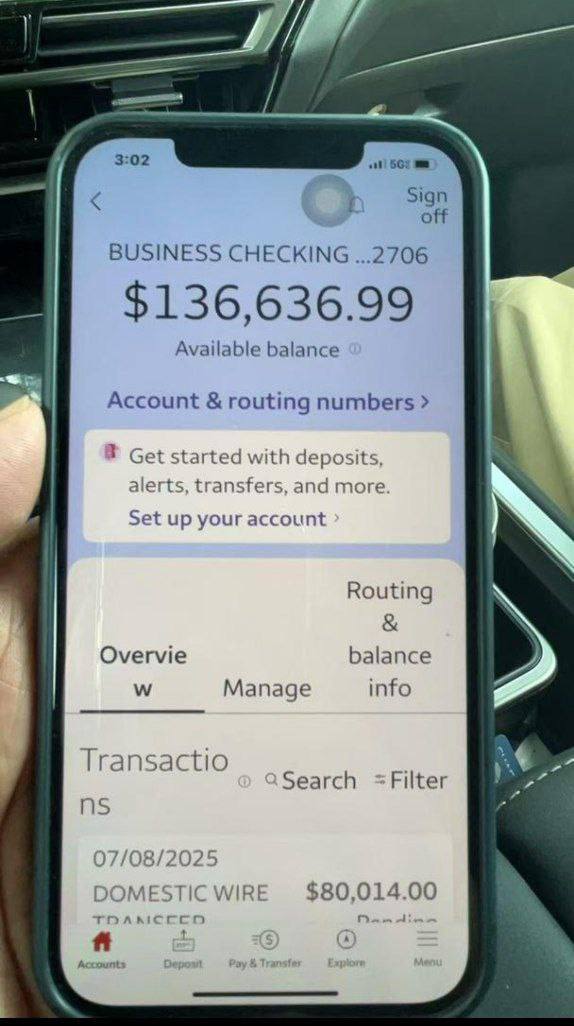 3:02
5G
Sign
off
BUSINESS CHECKING ...2706
$136,636.99
Available balance
Account & routing numbers >
Get started with deposits,
alerts, transfers, and more.
Set up your account >
Overvie
w
Manage
Routing
&
balance
info
Transactio
ns
Search
Filter
07/08/2025
DOMESTIC WIRE $80,014.00
TRANSFER Pending
Accounts Deposit Pay & Transfer Explore Menu